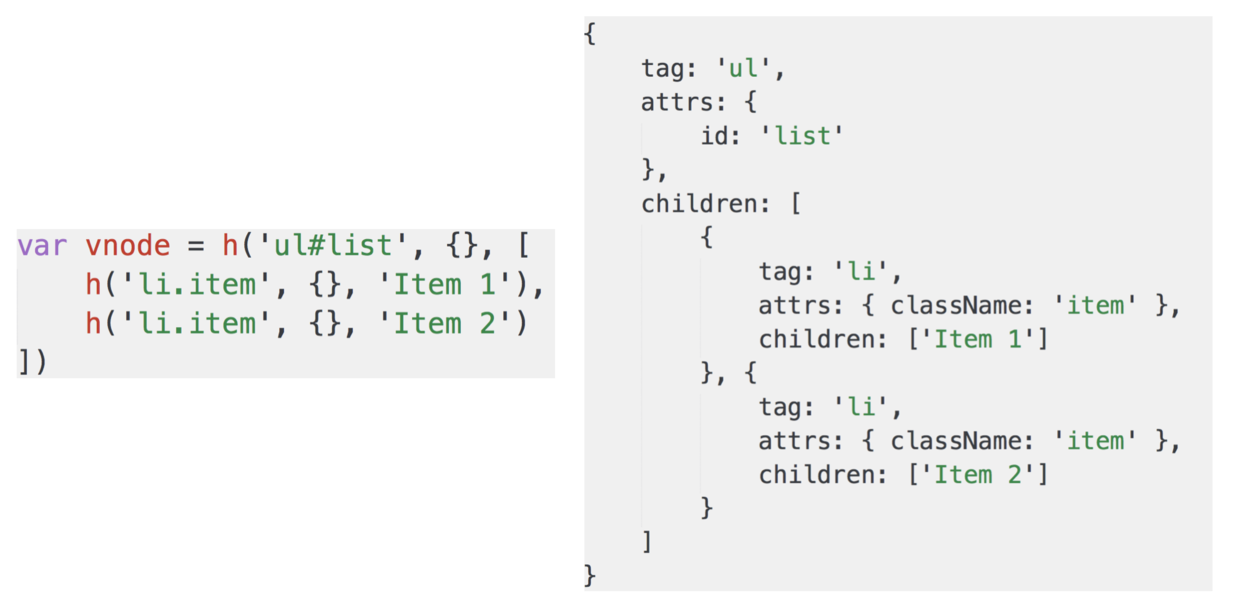 var vnode = h('ul#list', {}, [
    h('li.item', {}, 'Item 1'),
    h('li.item', {}, 'Item 2')
])
{
    tag: 'ul',
    attrs: {
        id: 'list'
    },
    children: [
        {
            tag: 'li',
            attrs: { className: 'item' },
            children: ['Item 1']
        }, {
            tag: 'li',
            attrs: { className: 'item' },
            children: ['Item 2']
        }
    ]
}